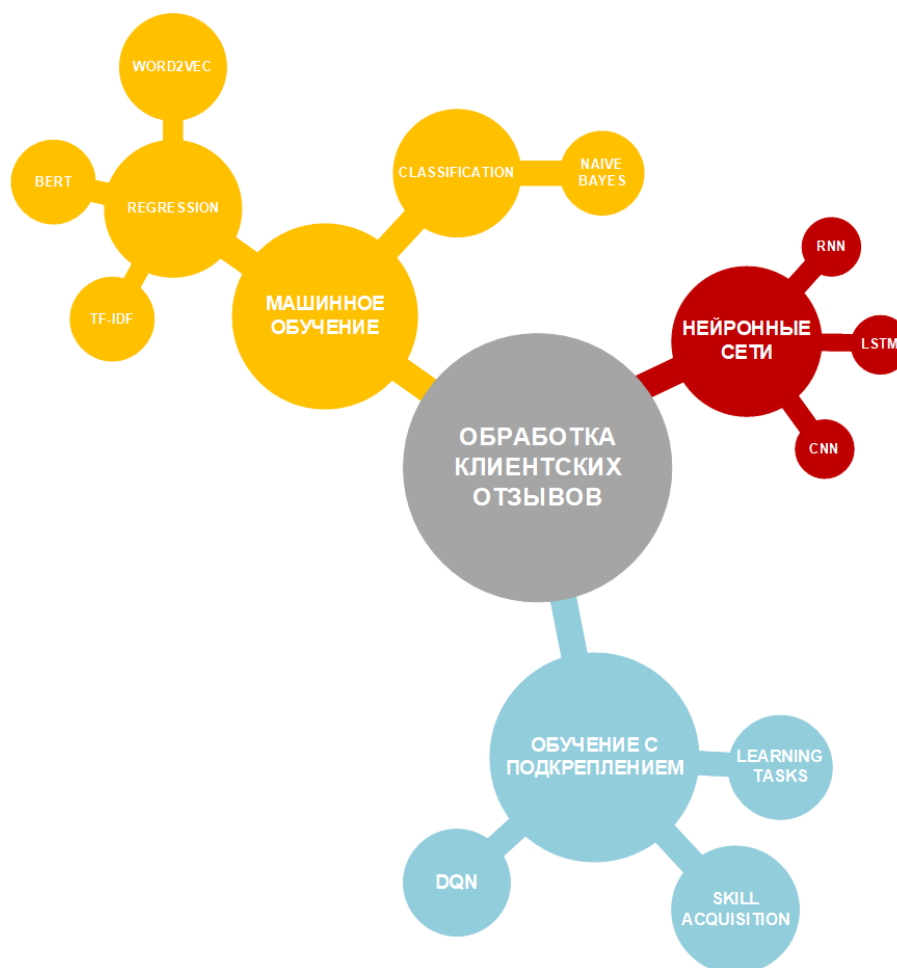 WORD2VEC
BERT
REGRESSION
TF-IDF
CLASSIFICATION
NAIVE
BAYES
МАШИННОЕ
ОБУЧЕНИЕ
RNN
НЕЙРОННЫЕ
СЕТИ
LSTM
CNN
ОБРАБОТКА
КЛИЕНТСКИХ
ОТЗЫВОВ
ОБУЧЕНИЕ С
ПОДКРЕПЛЕНИЕМ
LEARNING
TASKS
DQN
SKILL
ACQUISITION